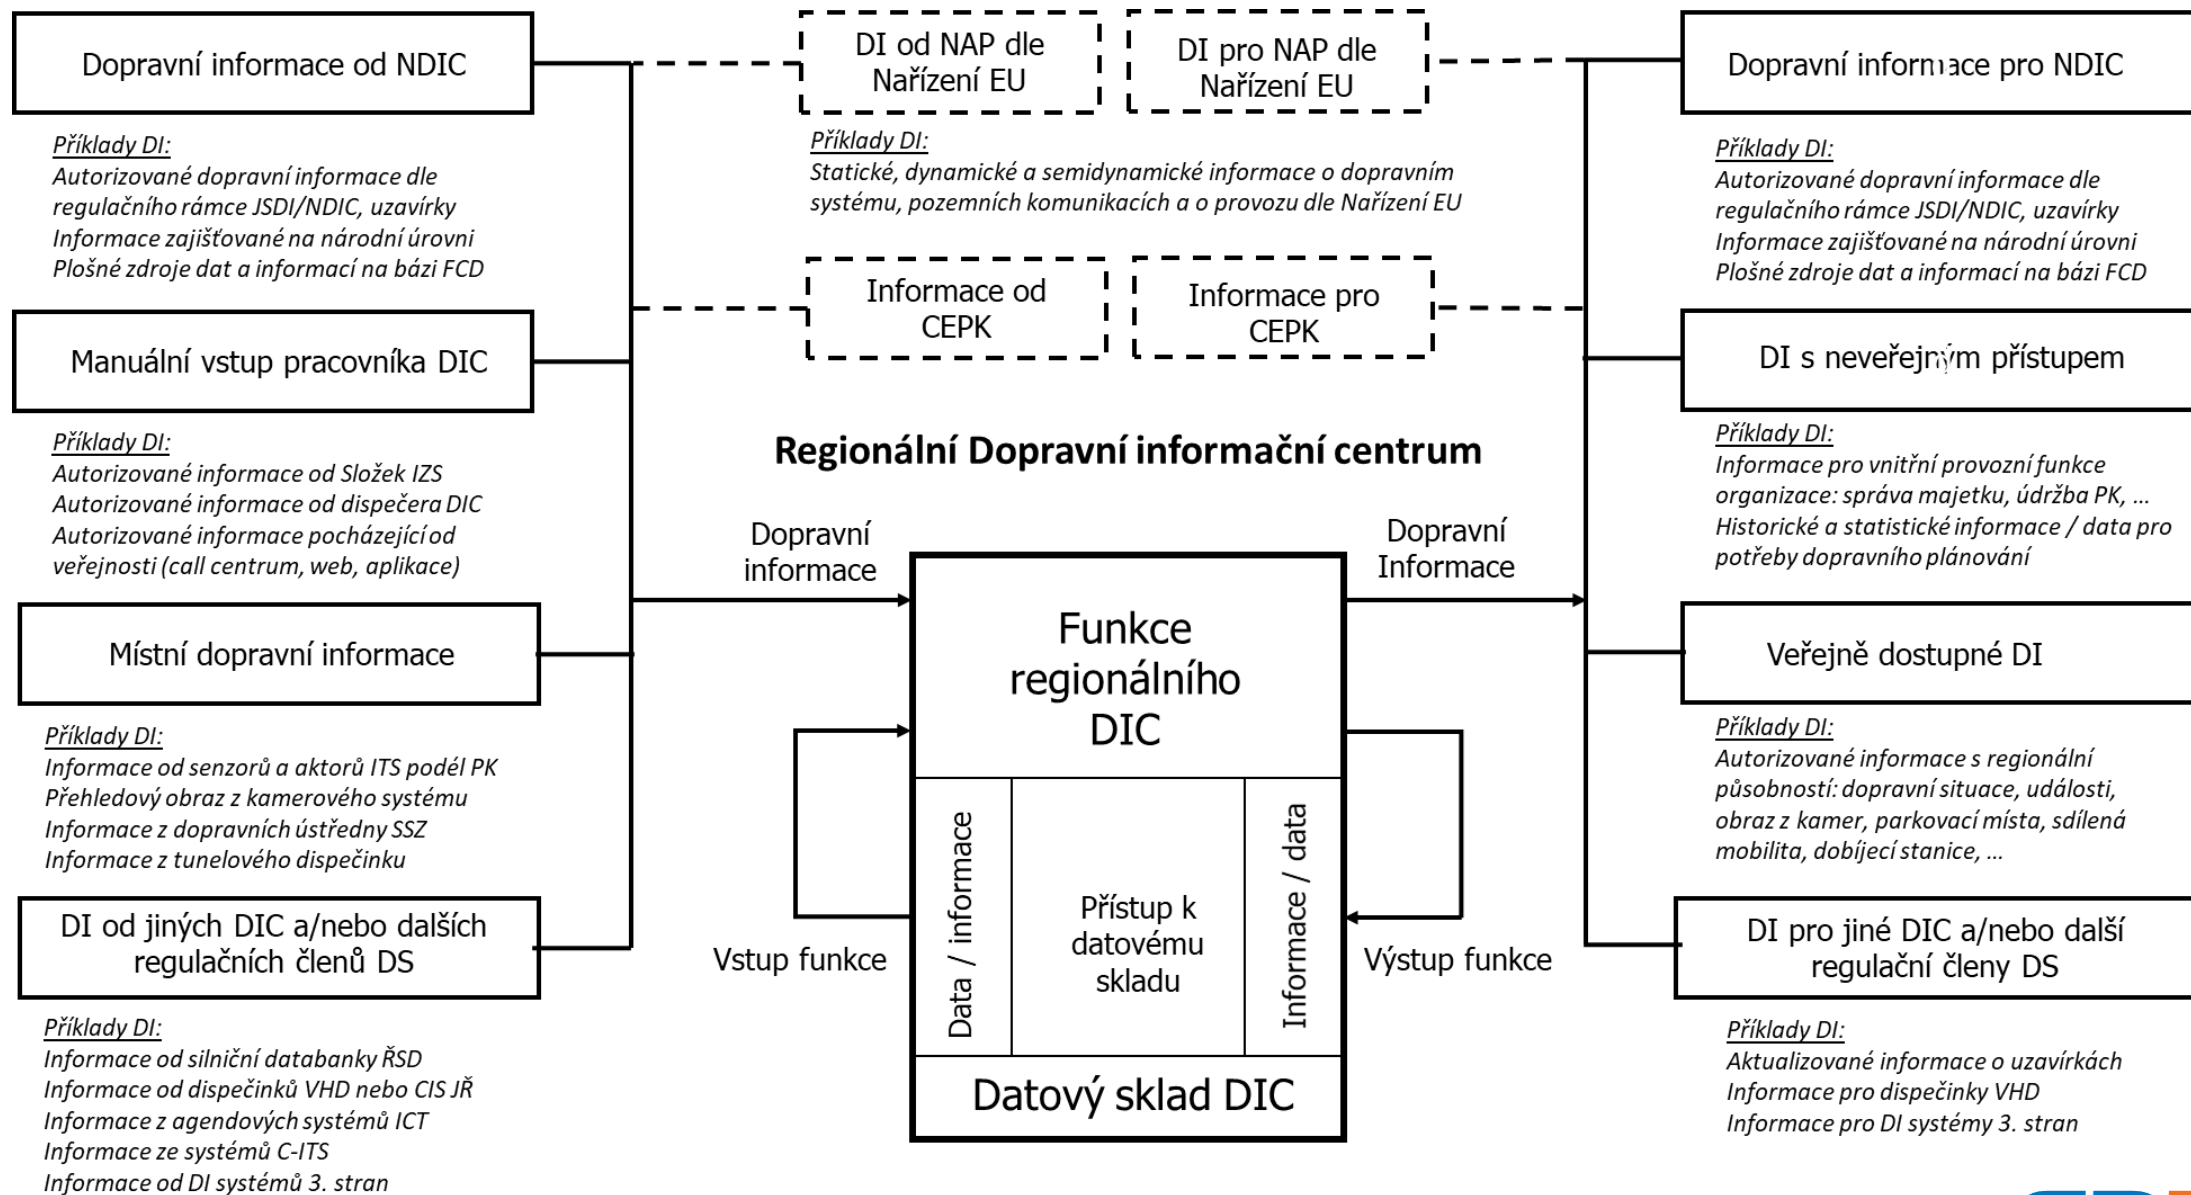 Dopravní informace od NDIC
Příklady DI:
Autorizované dopravní informace dle
regulačního rámce JSDI/NDIC, uzavírky
Informace zajišťované na národní úrovni
Plošné zdroje dat a informací na bázi FCD
Manuální vstup pracovníka DIC
Příklady DI:
Autorizované informace od Složek IZS
Autorizované informace od dispečera DIC
Autorizované informace pocházející od
veřejnosti (call centrum, web, aplikace)
Místní dopravní informace
Příklady DI:
Informace od senzorů a aktorů ITS podél PK
Přehledový obraz z kamerového systému
Informace z dopravních ústředny SSZ
Informace z tunelového dispečinku
DI od jiných DIC a/nebo dalších
regulačních členů DS
Příklady DI:
Informace od silniční databanky ŘSD
Informace od dispečinků VHD nebo CIS JŘ
Informace z agendových systémů ICT
Informace ze systémů C-ITS
Informace od DI systémů 3. stran
DI od NAP dle
Nařízení EU
DI pro NAP dle
Nařízení EU
Příklady DI:
Statické, dynamické a semidynamické informace o dopravním
systému, pozemních komunikacích a o provozu dle Nařízení EU
Informace od
CEPK
Informace pro
CEPK
Regionální Dopravní informační centrum
Dopravní
informace
Dopravní
Informace
Funkce
regionálního
DIC
Vstup funkce
Data / informace
Přístup k
datovému
skladu
Informace / data
Výstup funkce
Datový sklad DIC
Dopravní informace pro NDIC
Příklady DI:
Autorizované dopravní informace dle
regulačního rámce JSDI/NDIC, uzavírky
Informace zajišťované na národní úrovni
Plošné zdroje dat a informací na bázi FCD
DI s neveřejným přístupem
Příklady DI:
Informace pro vnitřní provozní funkce
organizace: správa majetku, údržba PK, ...
Historické a statistické informace / data pro
potřeby dopravního plánování
Veřejně dostupné DI
Příklady DI:
Autorizované informace s regionální
působností: dopravní situace, události,
obraz z kamer, parkovací místa, sdílená
mobilita, dobíjecí stanice, ...
DI pro jiné DIC a/nebo další
regulační členy DS
Příklady DI:
Aktualizované informace o uzavírkách
Informace pro dispečinky VHD
Informace pro DI systémy 3. stran